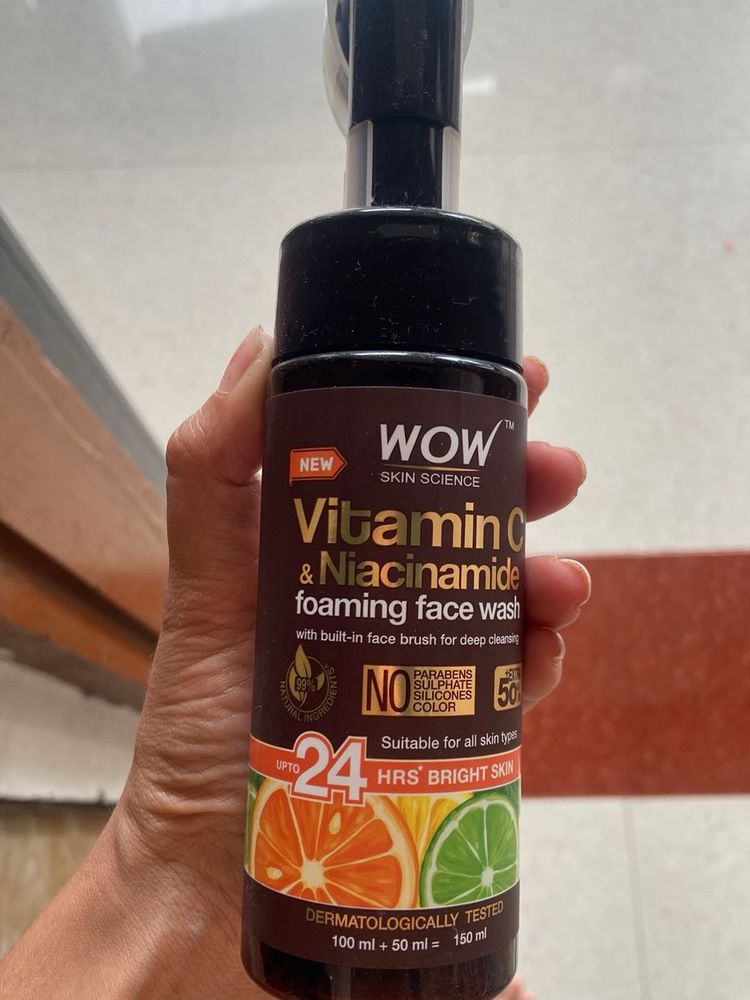 WOW™
SKIN SCIENCE
NEW
Vitamin C
& Niacinamide
foaming face wash
with built-in face brush for deep cleansing
99%
NATURAL INGREDIENTS*
NO PARABENS
SULPHATE
SILICONES
COLOR
50
Suitable for all skin types
UPTO 24 HRS* BRIGHT SKIN
DERMATOLOGICALLY TESTED
100 ml + 50 ml = 150 ml